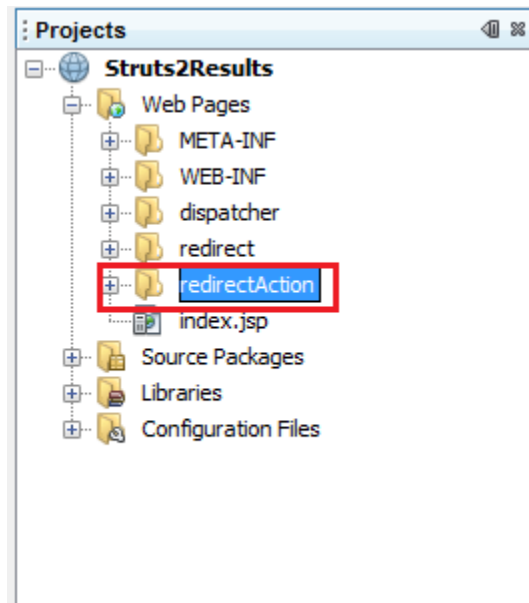 Projects
Struts2Results
Web Pages
META-INF
WEB-INF
dispatcher
redirect
redirectAction
index.jsp
Source Packages
Libraries
Configuration Files